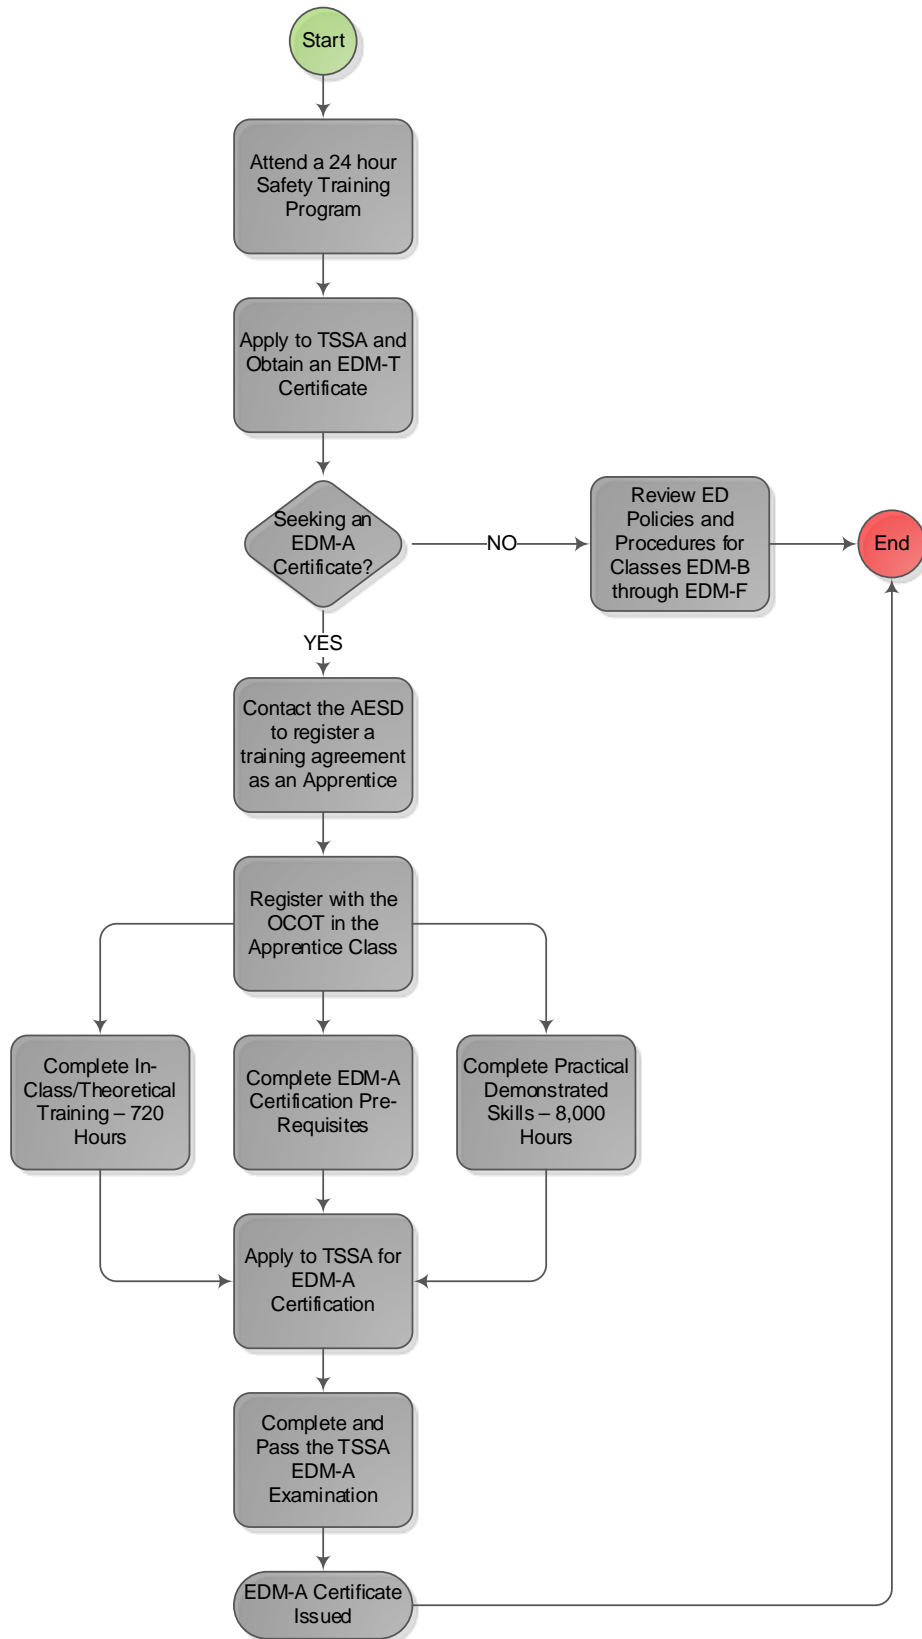 Start
Attend a 24 hour
Safety Training
Program
Apply to TSSA and
Obtain an EDM-T
Certificate
Seeking an
EDM-A
Certificate?
NO
Review ED
Policies and
Procedures for
Classes EDM-B
through EDM-F
End
YES
Contact the AESD
to register a
training agreement
as an Apprentice
Register with the
OCOT in the
Apprentice Class
Complete In-
Class/Theoretical
Training – 720
Hours
Complete EDM-A
Certification Pre-
Requisites
Complete Practical
Demonstrated
Skills – 8,000
Hours
Apply to TSSA for
EDM-A
Certification
Complete and
Pass the TSSA
EDM-A
Examination
EDM-A Certificate
Issued